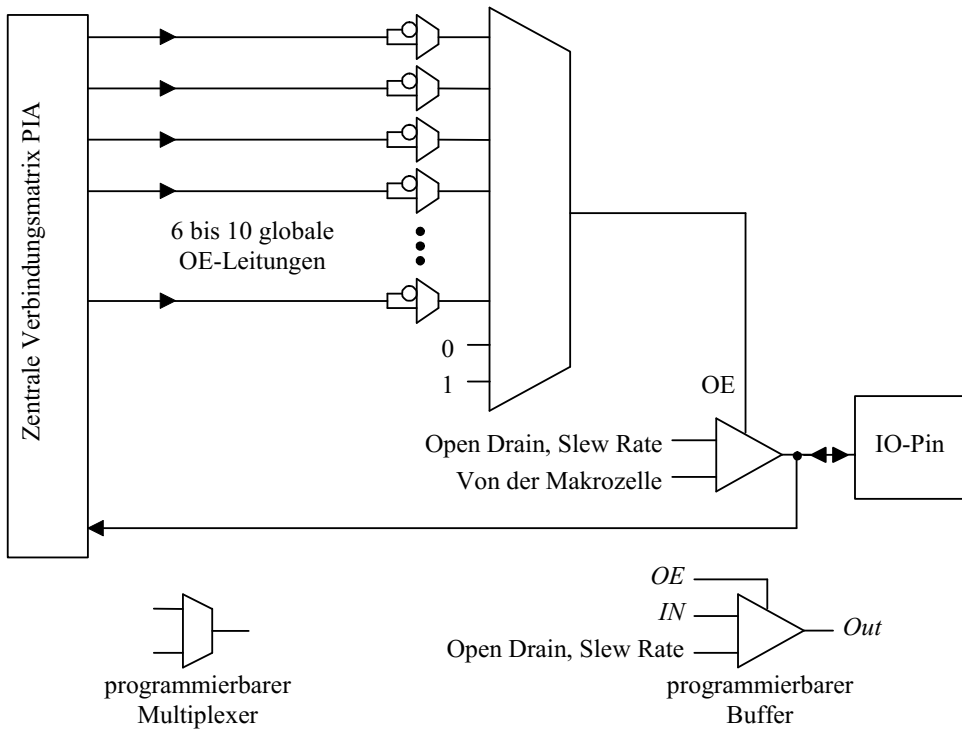 Zentrale Verbindungsmatrix PIA
6 bis 10 globale
OE-Leitungen
0
1
OE
Open Drain, Slew Rate
Von der Makrozelle
IO-Pin
OE
IN
Out
Open Drain, Slew Rate
programmierbarer
Multiplexer
programmierbarer
Buffer